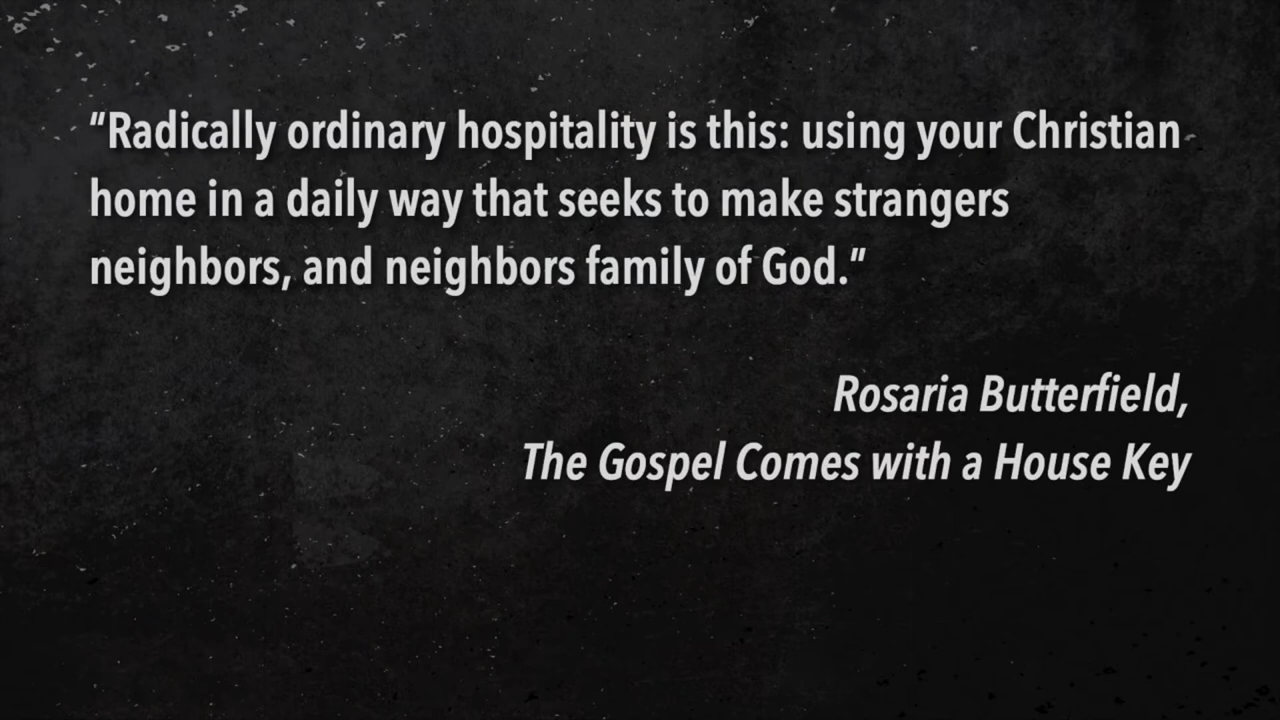 “Radically ordinary hospitality is this: using your Christian
home in a daily way that seeks to make strangers
neighbors, and neighbors family of God.”
Rosaria Butterfield,
The Gospel Comes with a House Key